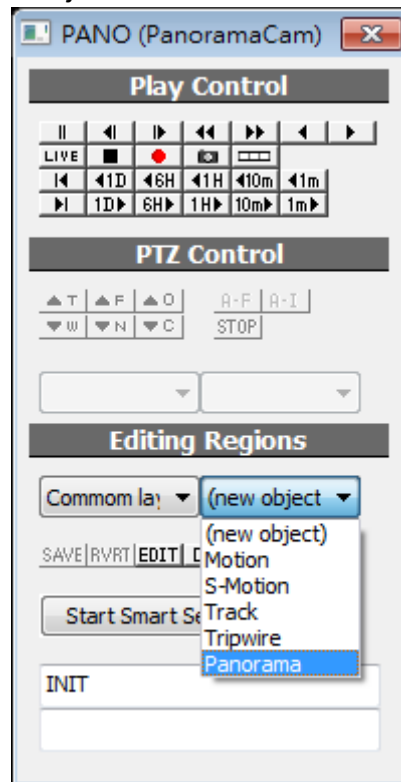 PANO (PanoramaCam)
Play Control
LIVE
1D 6H 1H 10m 1m
1D 6H 1H 10m 1m
PTZ Control
T F O A-F A-I
W N C STOP
Editing Regions
Commom la (new object
(new object)
SAVE RVRT EDIT
Motion
S-Motion
Start Smart Se
Track
Tripwire
Panorama
INIT